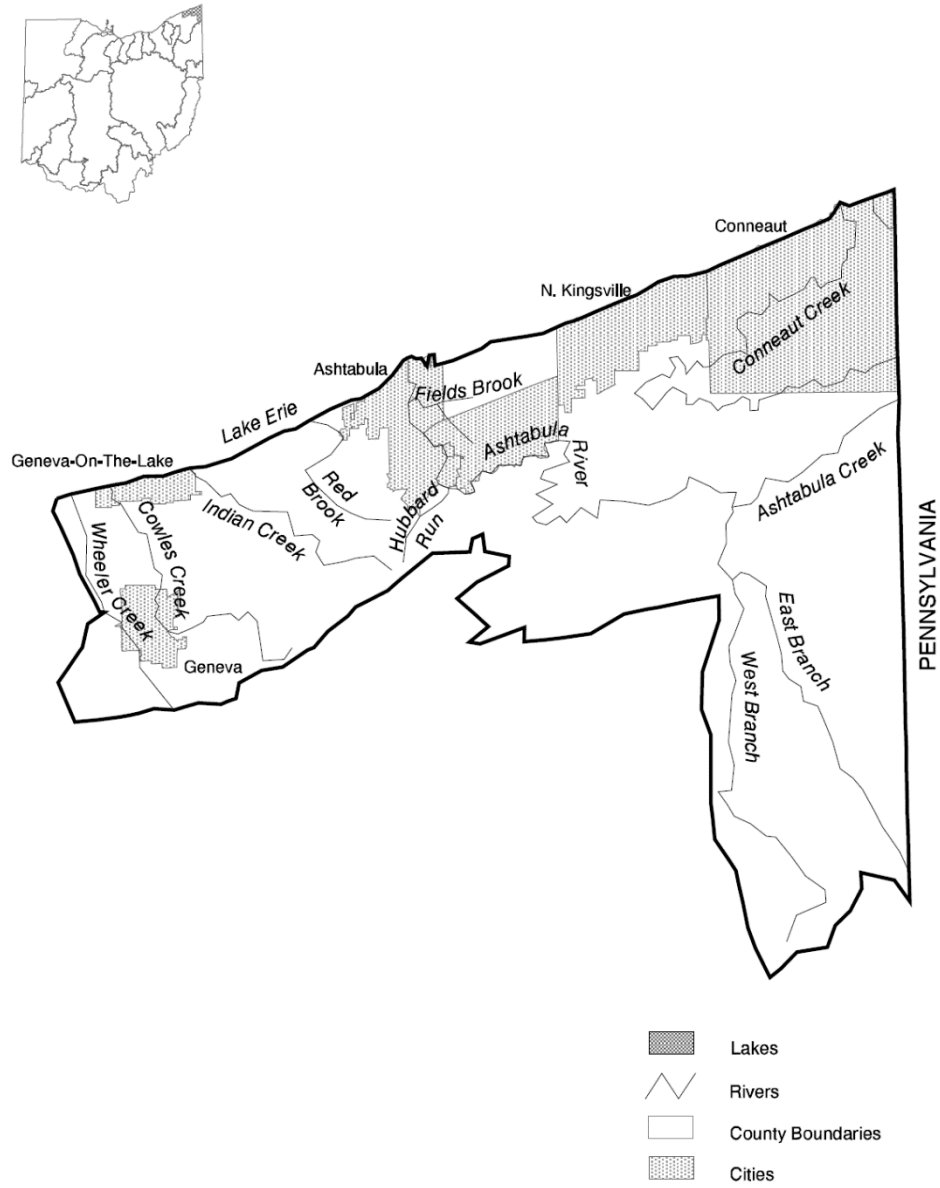 Conneaut
N. Kingsville
Conneaut Creek
Ashtabula
Fields Brook
Lake Erie
Ashtabula
River
Geneva-On-The-Lake
Red
Brook
Hubbard
Run
Ashtabula Creek
Indian Creek
Cowles Creek
Wheeler Creek
PENNSYLVANIA
East Branch
West Branch
Geneva
Lakes
Rivers
County Boundaries
Cities